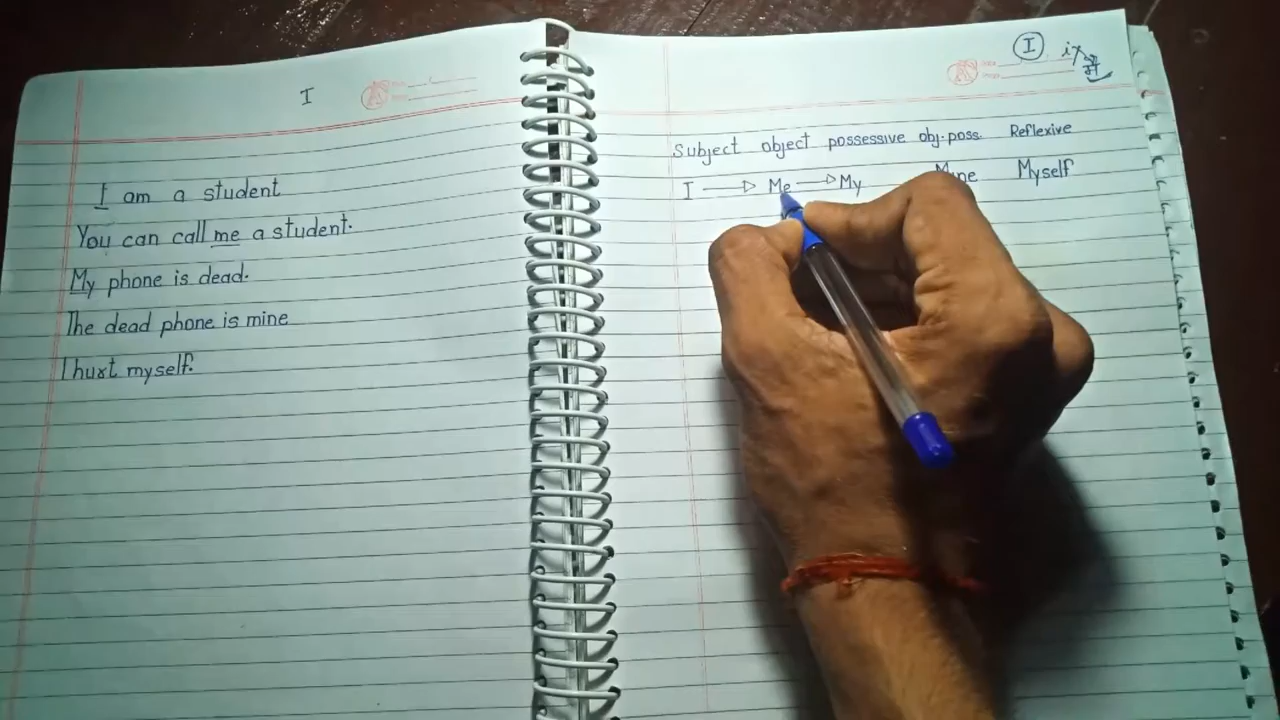 I
I am a student
You can call me a student.
My phone is dead.
The dead phone is mine
I hurt myself.
I
Subject object possessive obj.poss. Reflexive
I → Me → My Mine Myself